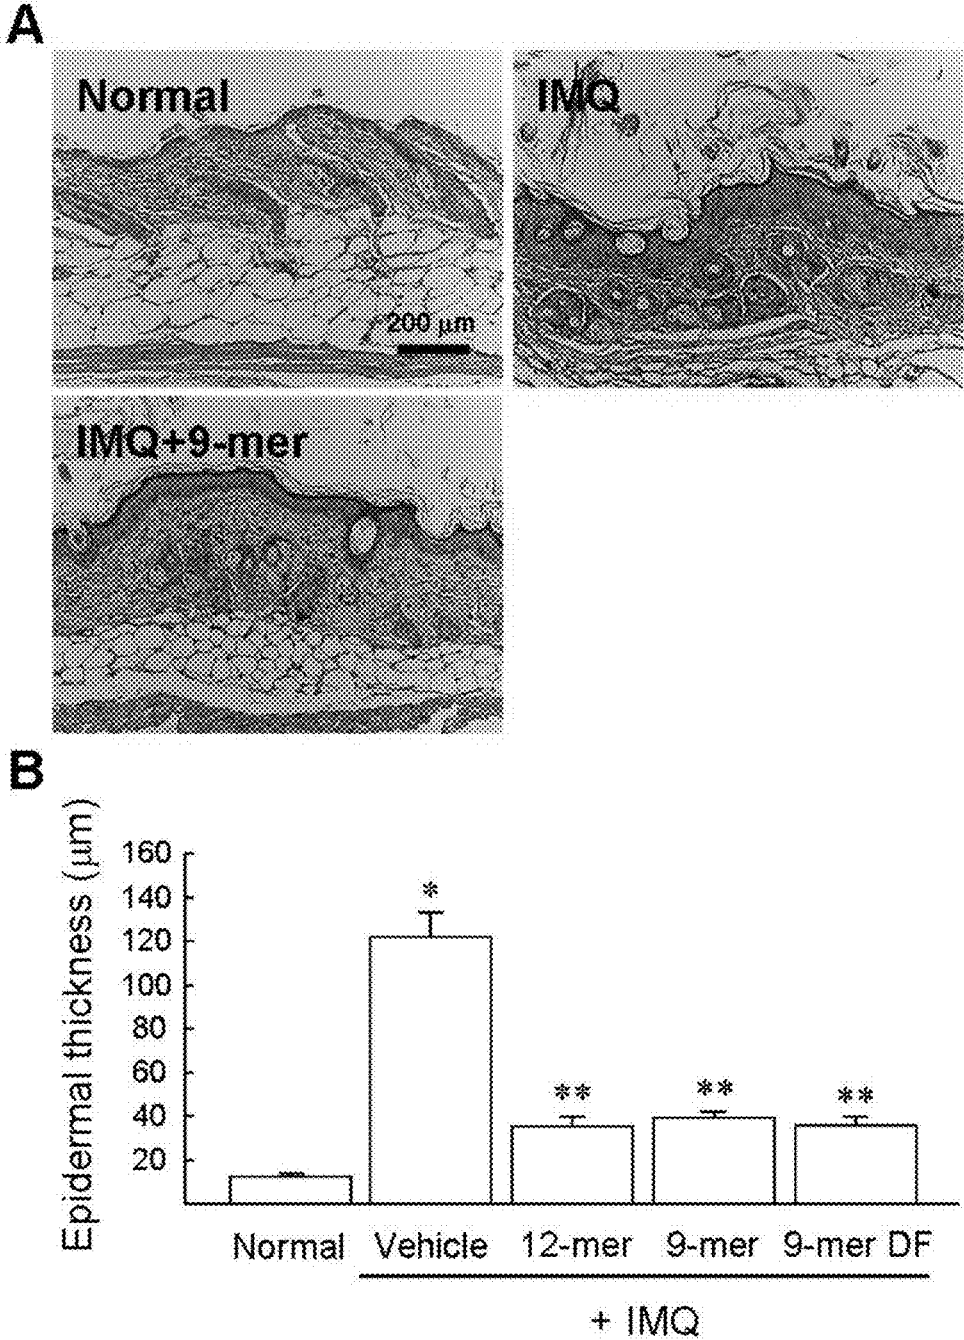 A
Normal
IMQ
200 µm
IMQ+9-mer
B
Epidermal thickness (µm)
160
140
120
100
80
60
40
20
*
**
**
**
Normal Vehicle 12-mer 9-mer 9-mer DF
+ IMQ